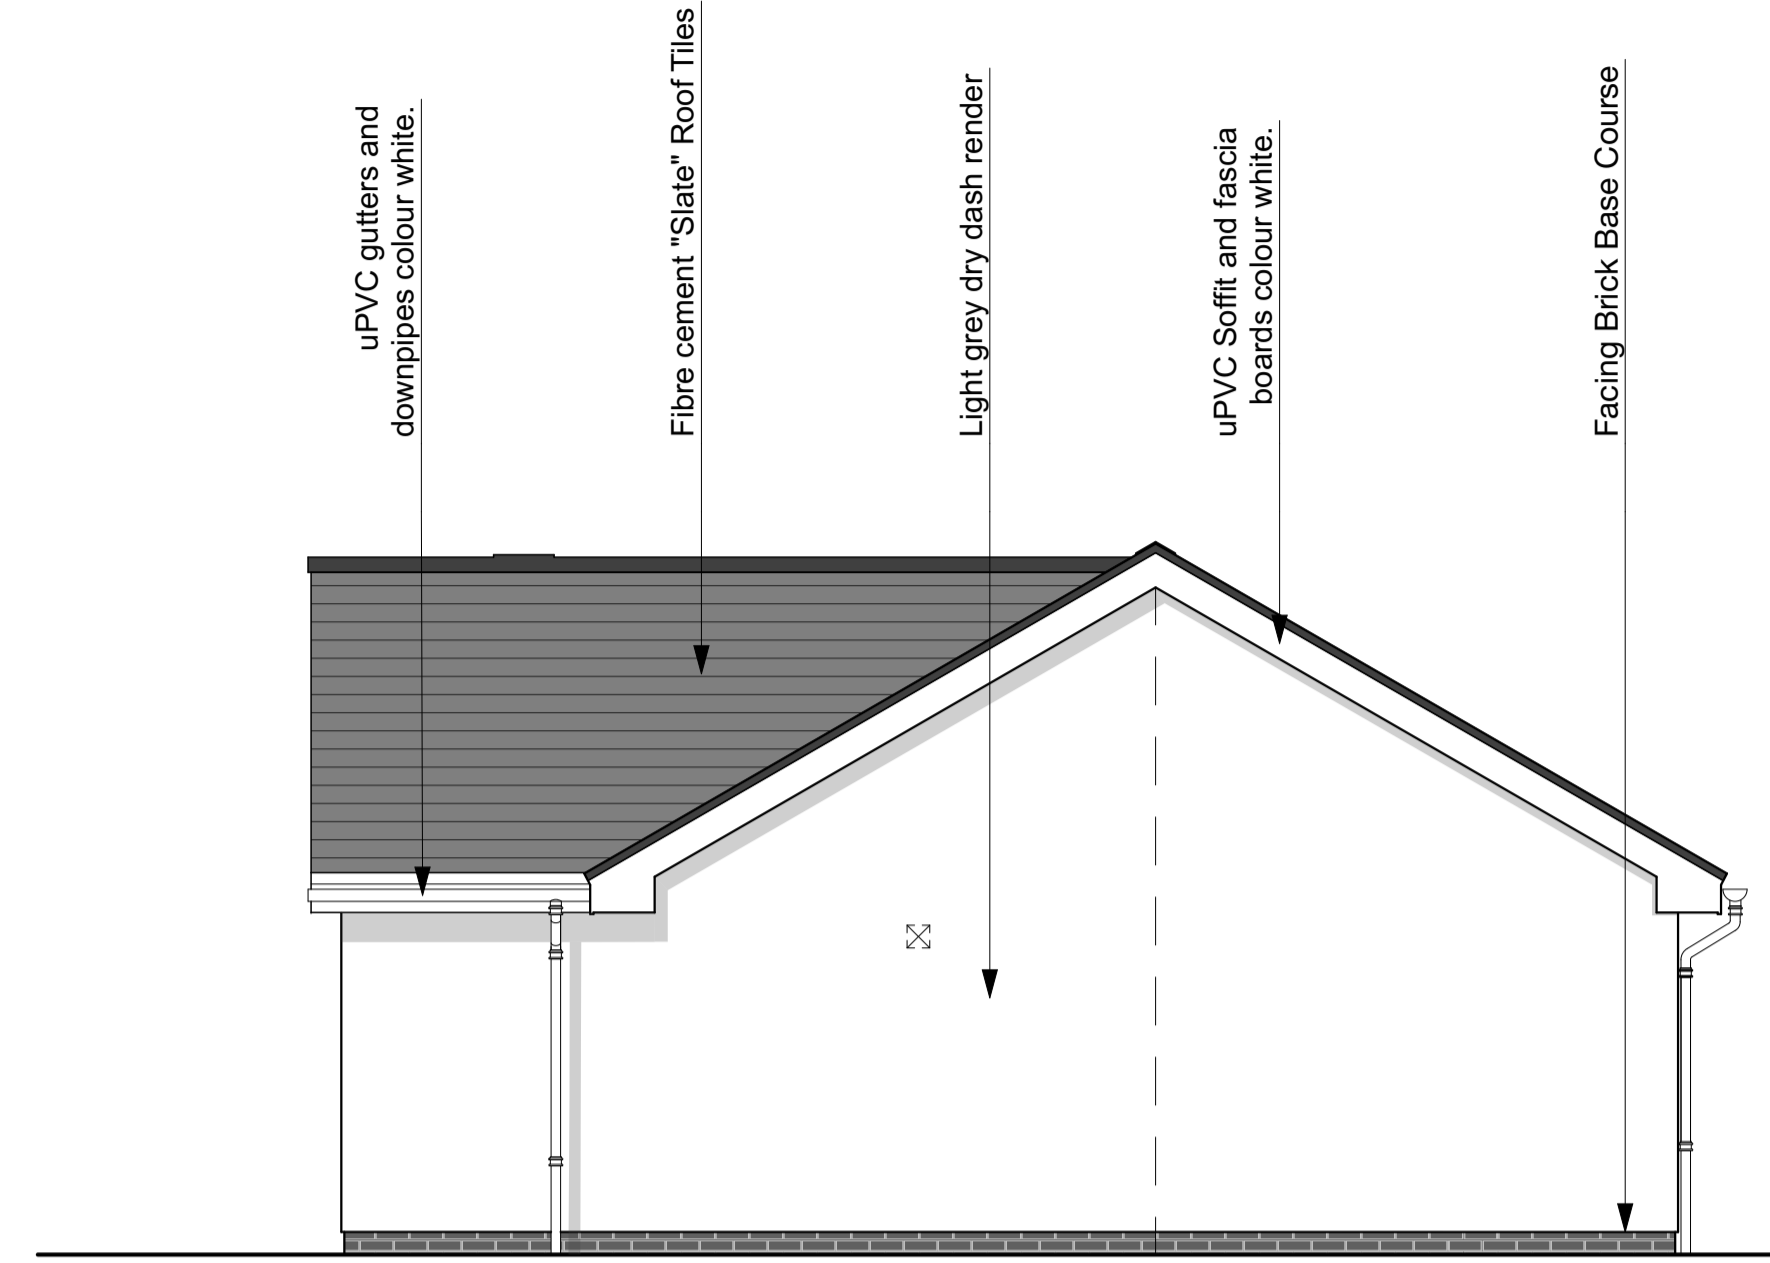 uPVC gutters and
downpipes colour white.
Fibre cement "Slate" Roof Tiles
Light grey dry dash render
uPVC Soffit and fascia
boards colour white.
Facing Brick Base Course